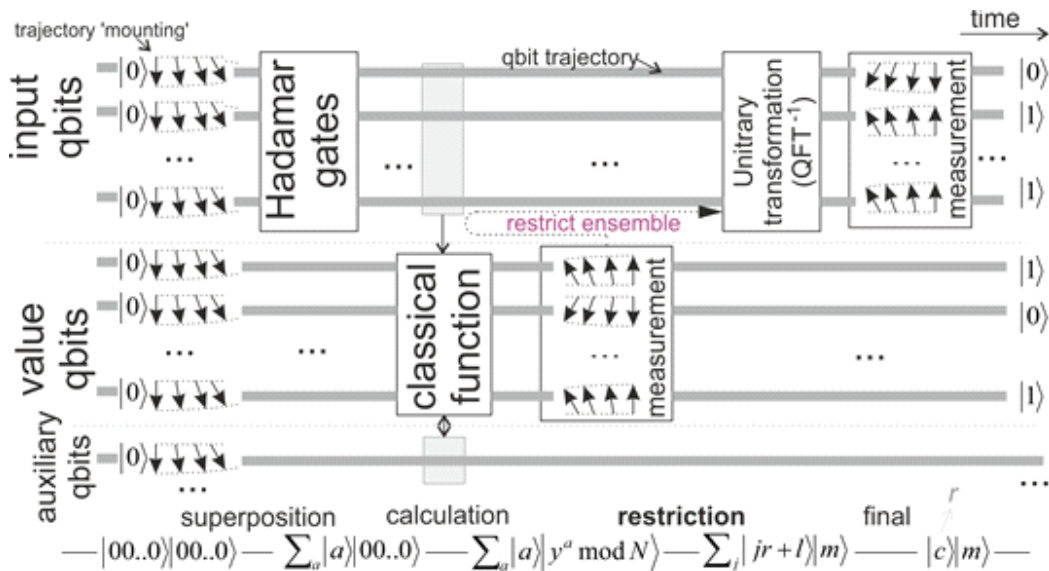 time
trajectory 'mounting'
qbit trajectory
input
qbits
|0⟩
|0⟩
...
|0⟩
Hadamar
gates
...
...
Unitrary
transformation
(QFT⁻¹)
...
measurement
...
|0⟩
|1⟩
|1⟩
restrict ensemble
value
qbits
|0⟩
|0⟩
...
|0⟩
...
classical
function
...
...
measurement
...
|1⟩
|0⟩
|1⟩
auxiliary
qbits
|0⟩
...
...
r
superposition calculation restriction final
|00..0⟩|00..0⟩ ∑ₐ|a⟩|00..0⟩ ∑ₐ|a⟩|yᵃ mod N⟩ ∑ⱼ|jr+l⟩|m⟩ |c⟩|m⟩